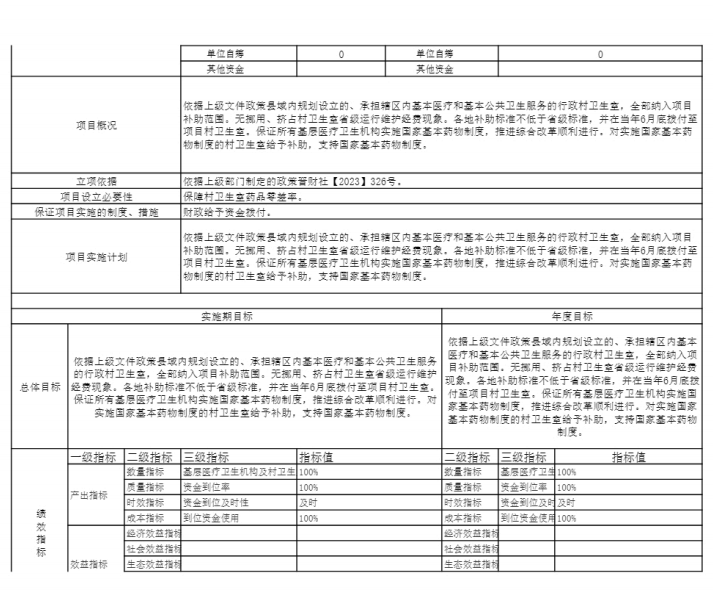 单位自筹 0 单位自筹 0
其他资金 其他资金
项目概况
依据上级文件政策县域内规划设立的、承担辖区内基本医疗和基本公共卫生服务的行政村卫生室，全部纳入项目
补助范围。无挪用、挤占村卫生室省级运行维护经费现象。各地补助标准不低于省级标准，并在当年6月底拨付至
项目村卫生室。保证所有基层医疗卫生机构实施国家基本药物制度，推进综合改革顺利进行。对实施国家基本药
物制度的村卫生室给予补助，支持国家基本药物制度。
立项依据 依据上级部门制定的政策晋财社【2023】326号。
项目设立必要性 保障村卫生室药品零差率。
保证项目实施的制度、措施 财政给予资金拨付。
项目实施计划
依据上级文件政策县域内规划设立的、承担辖区内基本医疗和基本公共卫生服务的行政村卫生室，全部纳入项目
补助范围。无挪用、挤占村卫生室省级运行维护经费现象。各地补助标准不低于省级标准，并在当年6月底拨付至
项目村卫生室。保证所有基层医疗卫生机构实施国家基本药物制度，推进综合改革顺利进行。对实施国家基本药
物制度的村卫生室给予补助，支持国家基本药物制度。
实施期目标 年度目标
总体目标
依据上级文件政策县域内规划设立的、承担辖区内基本医疗和基本公共卫生服务
的行政村卫生室，全部纳入项目补助范围。无挪用、挤占村卫生室省级运行维护
经费现象。各地补助标准不低于省级标准，并在当年6月底拨付至项目村卫生室。
保证所有基层医疗卫生机构实施国家基本药物制度，推进综合改革顺利进行。对
实施国家基本药物制度的村卫生室给予补助，支持国家基本药物制度。
依据上级文件政策县域内规划设立的、承担辖区内基本
医疗和基本公共卫生服务的行政村卫生室，全部纳入项
目补助范围。无挪用、挤占村卫生室省级运行维护经费
现象。各地补助标准不低于省级标准，并在当年6月底拨
付至项目村卫生室。保证所有基层医疗卫生机构实施国
家基本药物制度，推进综合改革顺利进行。对实施国家
基本药物制度的村卫生室给予补助，支持国家基本药物
制度。
绩效指标
一级指标 二级指标 三级指标 指标值 二级指标 三级指标 指标值
产出指标
数量指标 基层医疗卫生机构及村卫生 100% 数量指标 基层医疗卫生 100%
质量指标 资金到位率 100% 质量指标 资金到位率 100%
时效指标 资金到位及时性 及时 时效指标 资金到位及时 及时
成本指标 到位资金使用 100% 成本指标 到位资金使用 100%
效益指标
经济效益指标 经济效益指标
社会效益指标 社会效益指标
生态效益指标 生态效益指标